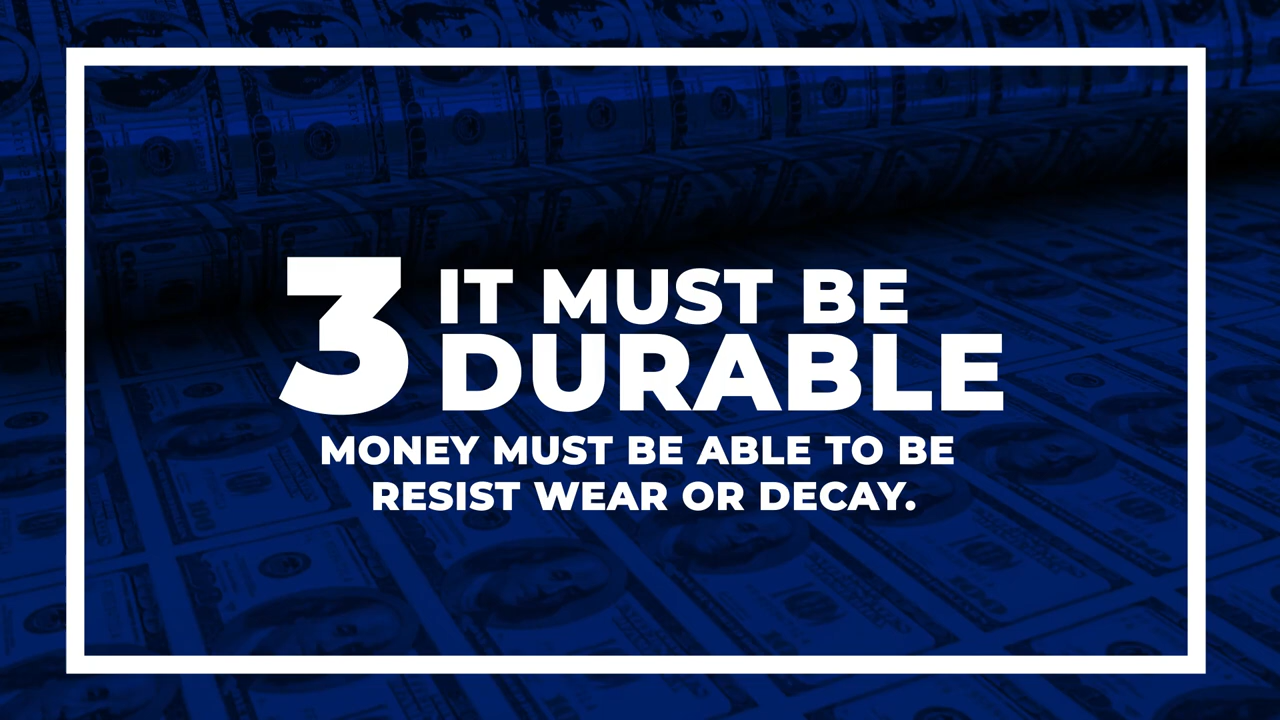 3 IT MUST BE
DURABLE
MONEY MUST BE ABLE TO BE
RESIST WEAR OR DECAY.